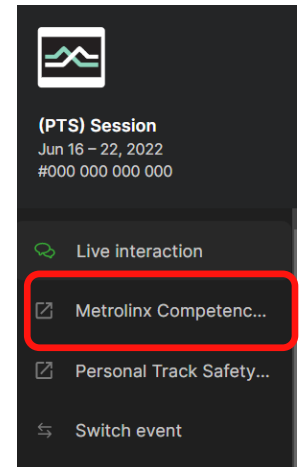 (PTS) Session
Jun 16 – 22, 2022
#000 000 000 000
Live interaction
Metrolinx Competenc...
Personal Track Safety...
Switch event